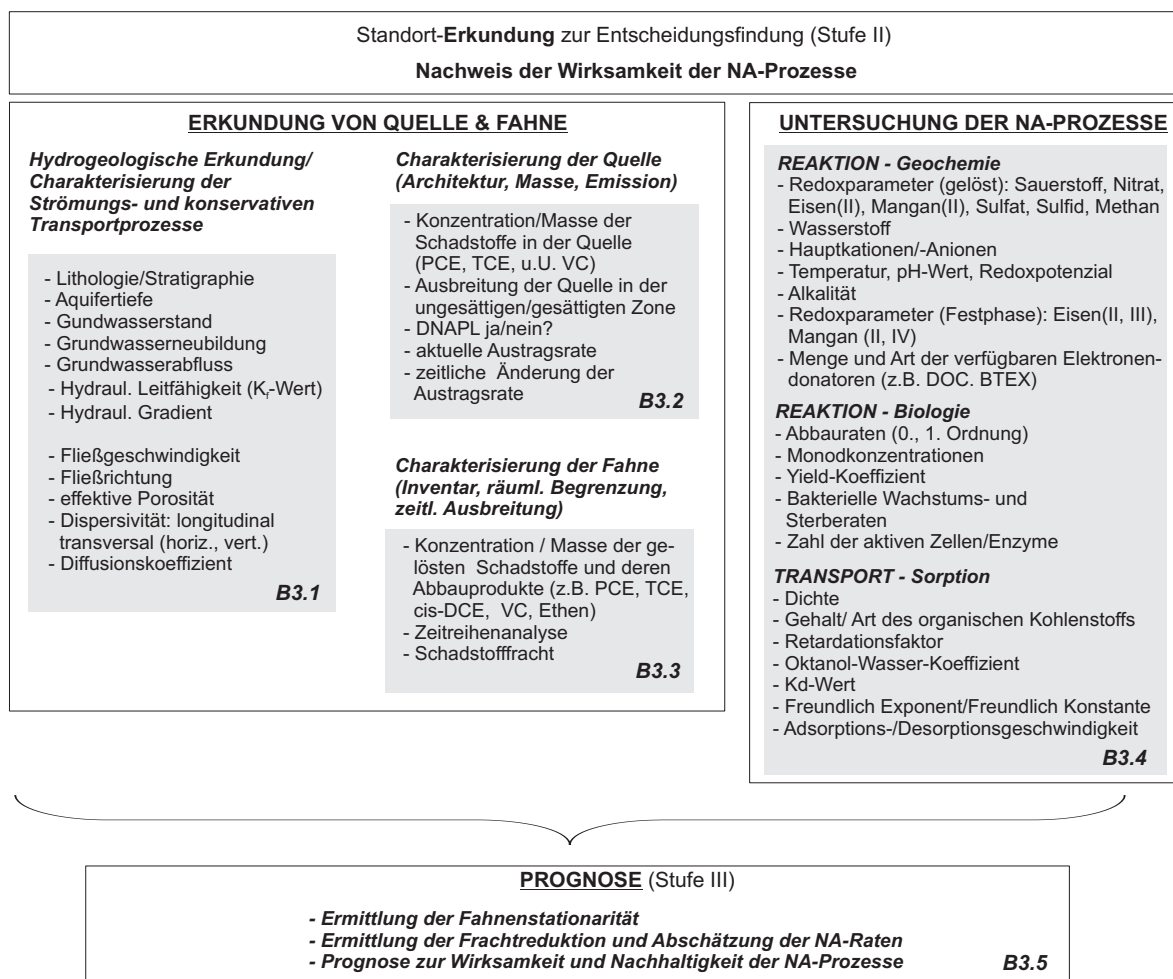 Standort-Erkundung zur Entscheidungsfindung (Stufe II)
Nachweis der Wirksamkeit der NA-Prozesse
ERKUNDUNG VON QUELLE & FAHNE
Hydrogeologische Erkundung/
Charakterisierung der
Strömungs- und konservativen
Transportprozesse
- Lithologie/Stratigraphie
- Aquifertiefe
- Gundwasserstand
- Grundwasserneubildung
- Grundwasserabfluss
- Hydraul. Leitfähigkeit (Kf-Wert)
- Hydraul. Gradient
- Fließgeschwindigkeit
- Fließrichtung
- effektive Porosität
- Dispersivität: longitudinal
transversal (horiz., vert.)
- Diffusionskoeffizient
B3.1
Charakterisierung der Quelle
(Architektur, Masse, Emission)
- Konzentration/Masse der
Schadstoffe in der Quelle
(PCE, TCE, u.U. VC)
- Ausbreitung der Quelle in der
ungesättigen/gesättigten Zone
- DNAPL ja/nein?
- aktuelle Austragsrate
- zeitliche Änderung der
Austragsrate
B3.2
Charakterisierung der Fahne
(Inventar, räuml. Begrenzung,
zeitl. Ausbreitung)
- Konzentration / Masse der ge-
lösten Schadstoffe und deren
Abbauprodukte (z.B. PCE, TCE,
cis-DCE, VC, Ethen)
- Zeitreihenanalyse
- Schadstofffracht
B3.3
UNTERSUCHUNG DER NA-PROZESSE
REAKTION - Geochemie
- Redoxparameter (gelöst): Sauerstoff, Nitrat,
Eisen(II), Mangan(II), Sulfat, Sulfid, Methan
- Wasserstoff
- Hauptkationen/-Anionen
- Temperatur, pH-Wert, Redoxpotenzial
- Alkalität
- Redoxparameter (Festphase): Eisen(II, III),
Mangan (II, IV)
- Menge und Art der verfügbaren Elektronen-
donatoren (z.B. DOC. BTEX)
REAKTION - Biologie
- Abbauraten (0., 1. Ordnung)
- Monodkonzentrationen
- Yield-Koeffizient
- Bakterielle Wachstums- und
Sterberaten
- Zahl der aktiven Zellen/Enzyme
TRANSPORT - Sorption
- Dichte
- Gehalt/ Art des organischen Kohlenstoffs
- Retardationsfaktor
- Oktanol-Wasser-Koeffizient
- Kd-Wert
- Freundlich Exponent/Freundlich Konstante
- Adsorptions-/Desorptionsgeschwindigkeit
B3.4
PROGNOSE (Stufe III)
- Ermittlung der Fahnenstationarität
- Ermittlung der Frachtreduktion und Abschätzung der NA-Raten
- Prognose zur Wirksamkeit und Nachhaltigkeit der NA-Prozesse
B3.5